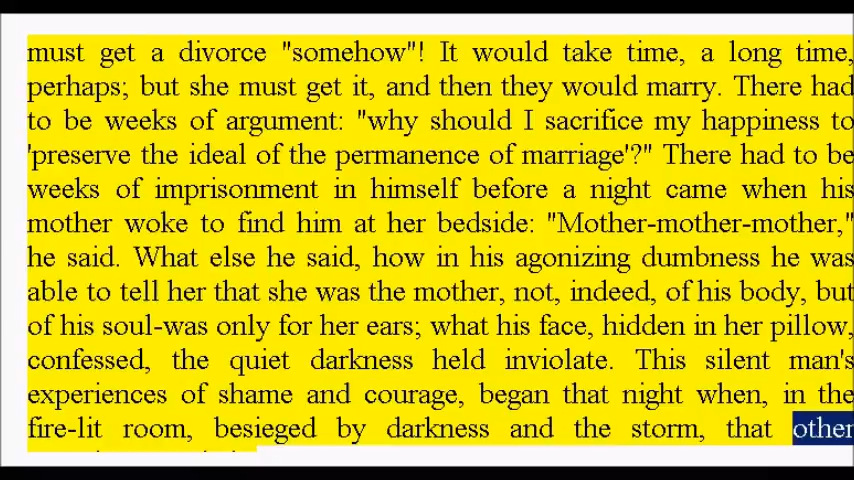 must get a divorce "somehow"! It would take time, a long time,
perhaps; but she must get it, and then they would marry. There had
to be weeks of argument: "why should I sacrifice my happiness to
'preserve the ideal of the permanence of marriage'?" There had to be
weeks of imprisonment in himself before a night came when his
mother woke to find him at her bedside: "Mother-mother-mother,"
he said. What else he said, how in his agonizing dumbness he was
able to tell her that she was the mother, not, indeed, of his body, but
of his soul-was only for her ears; what his face, hidden in her pillow,
confessed, the quiet darkness held inviolate. This silent man's
experiences of shame and courage, began that night when, in the
fire-lit room, besieged by darkness and the storm, that other